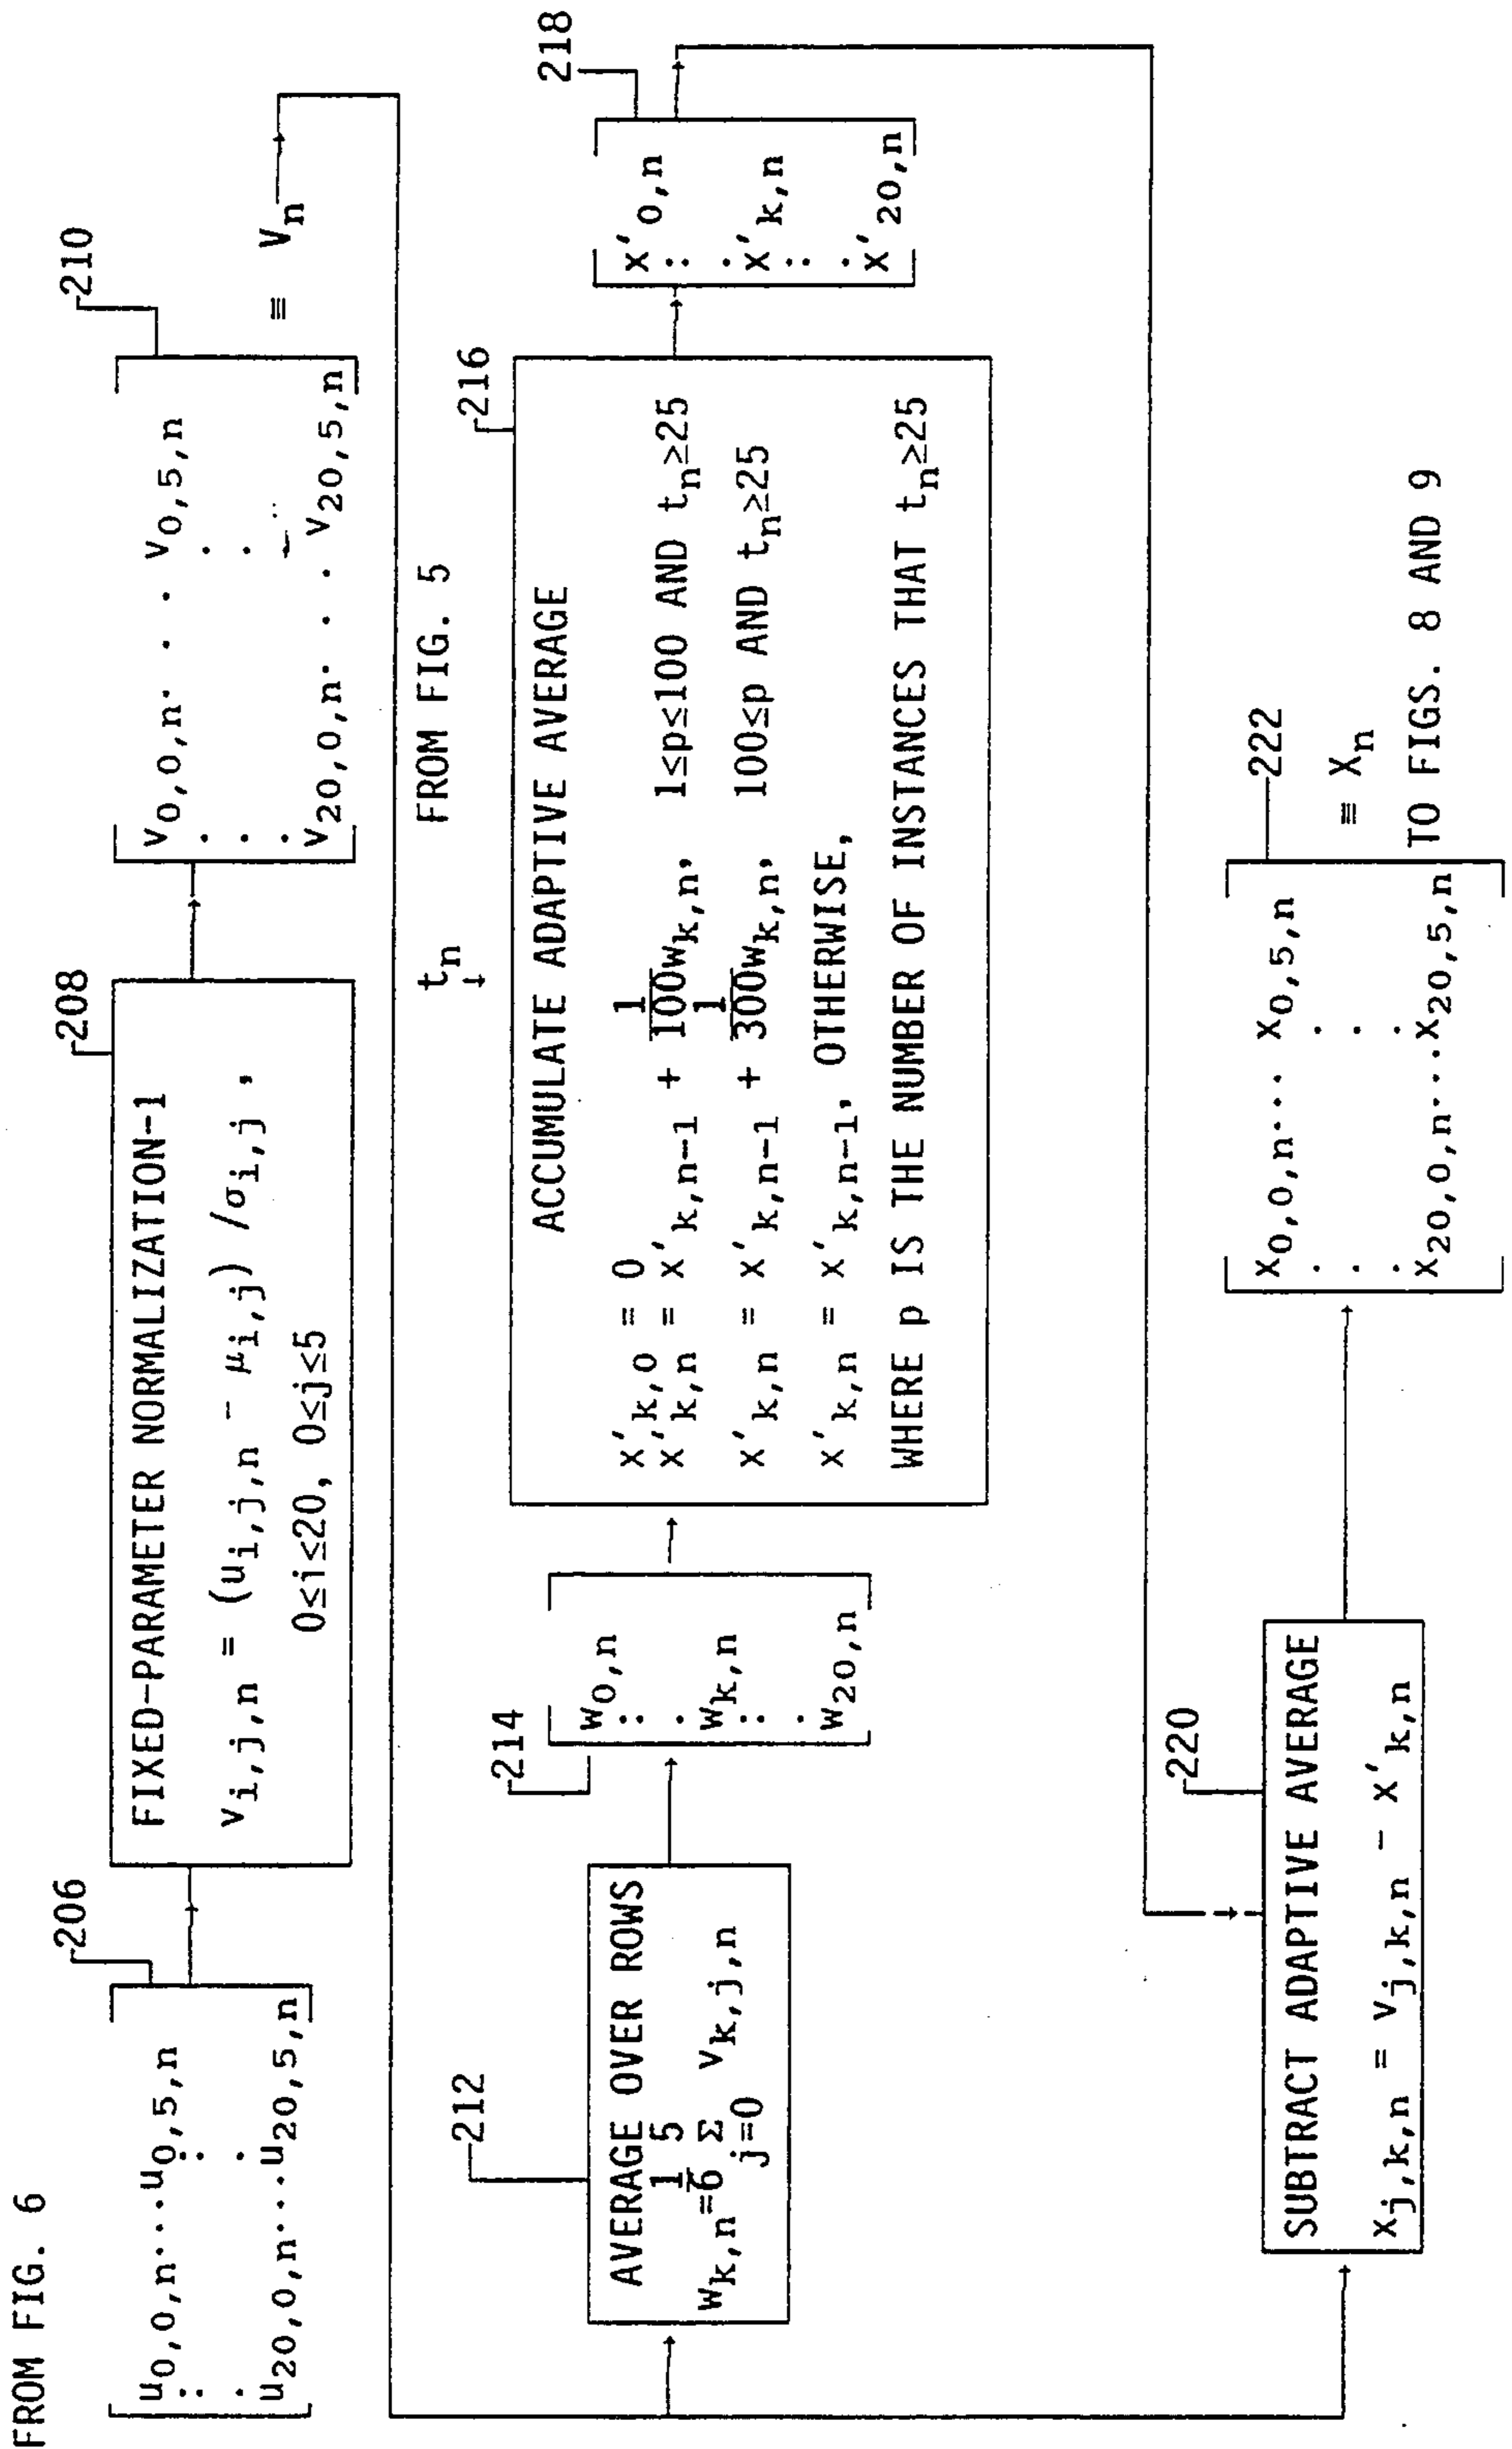 FROM FIG. 6
206
u0,0,n...u0,5,n
: :
. .
u20,0,n...u20,5,n
208
FIXED-PARAMETER NORMALIZATION-1
vi,j,n = (ui,j,n - μi,j) /σi,j ,
0≤i≤20, 0≤j≤5
210
v0,0,n. . . v0,5,n
. .
. .
v20,0,n. . . v20,5,n
≡ Vn
212
AVERAGE OVER ROWS
wk,n = 1/6 5 Σ j=0 vk,j,n
214
w0,n
:
.
wk,n
:
.
w20,n
tn FROM FIG. 5
216
ACCUMULATE ADAPTIVE AVERAGE
x'k,0 = 0
x'k,n = x'k,n-1 + 1/100 wk,n, 1≤p≤100 AND tn≥25
x'k,n = x'k,n-1 + 1/300 wk,n, 100≤p AND tn≥25
x'k,n = x'k,n-1, OTHERWISE,
WHERE p IS THE NUMBER OF INSTANCES THAT tn≥25
218
x'0,n
:
.
x'k,n
:
.
x'20,n
220
SUBTRACT ADAPTIVE AVERAGE
xj,k,n = vj,k,n - x'k,n
222
x0,0,n... x0,5,n
. .
. .
. .
x20,0,n...x20,5,n
≡ Xn
TO FIGS. 8 AND 9